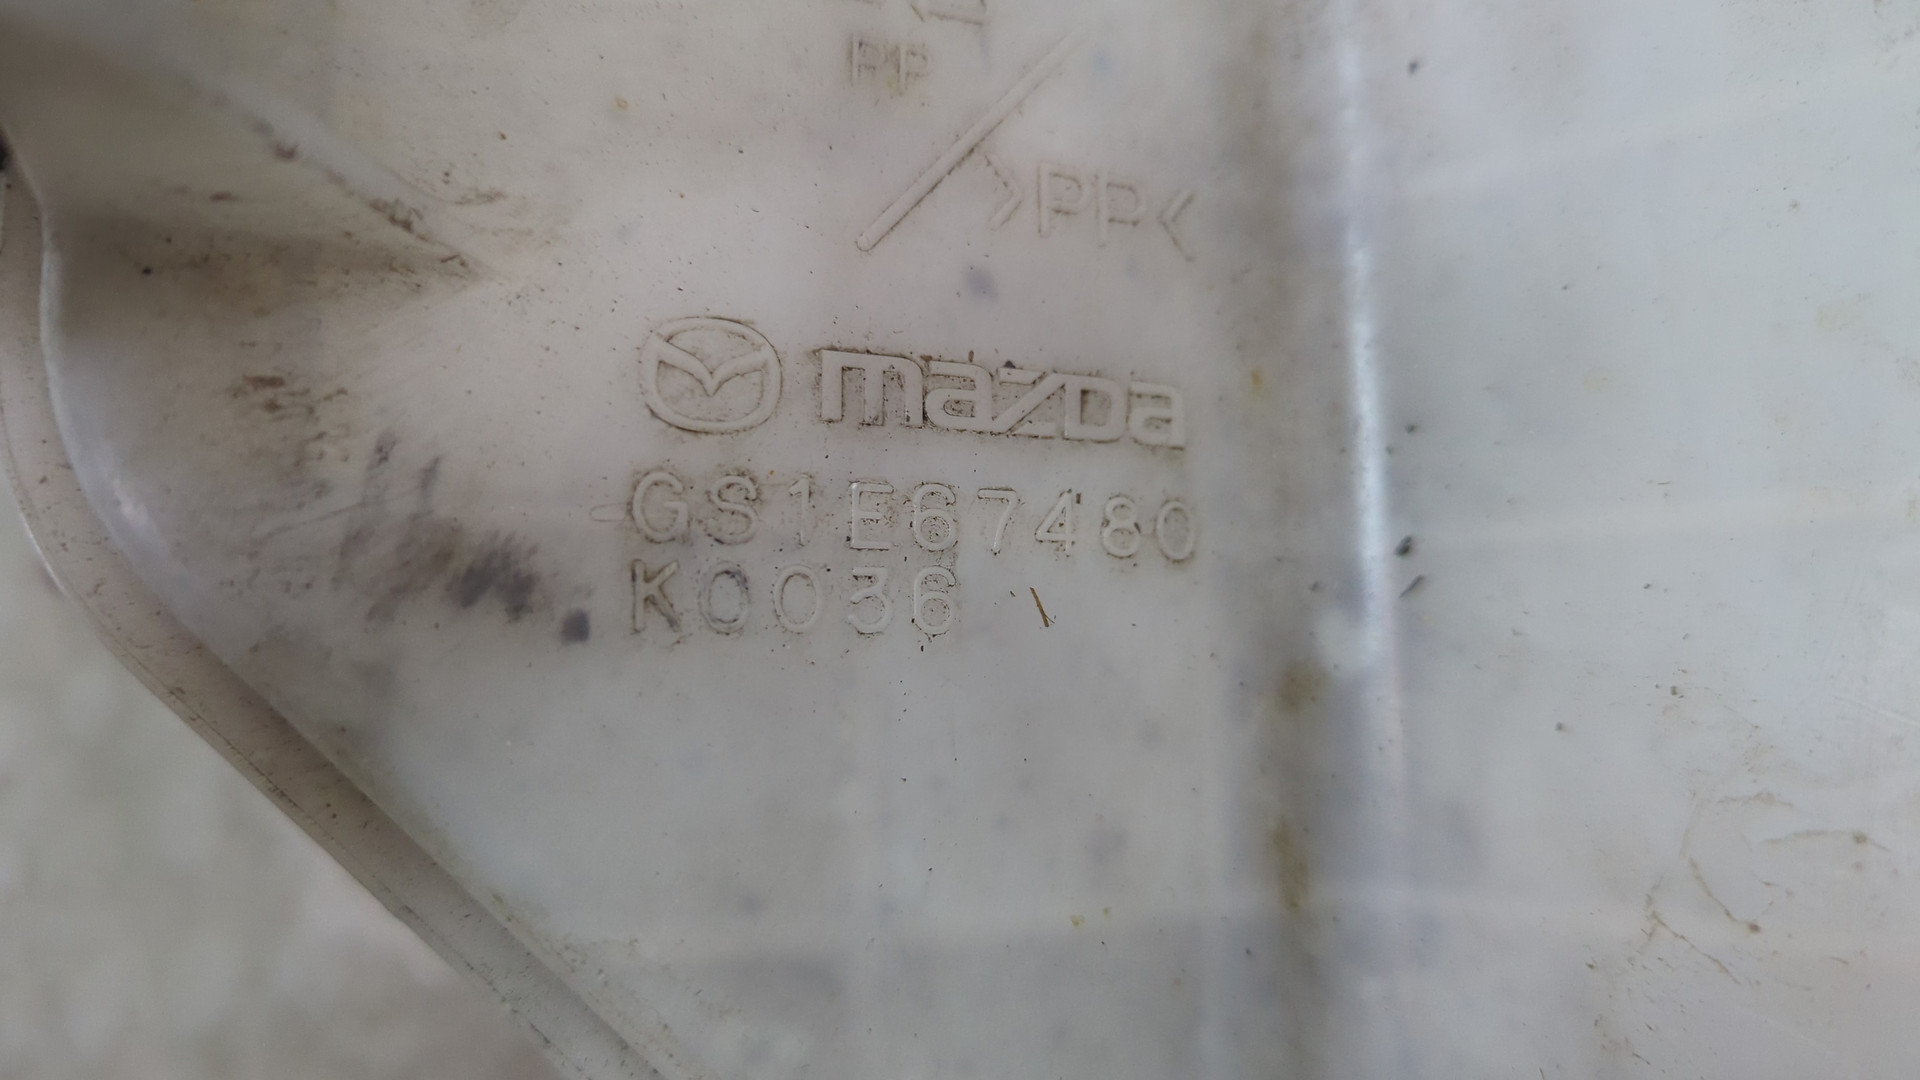 PP
>PP<
mazda
GS1E67480
K0036